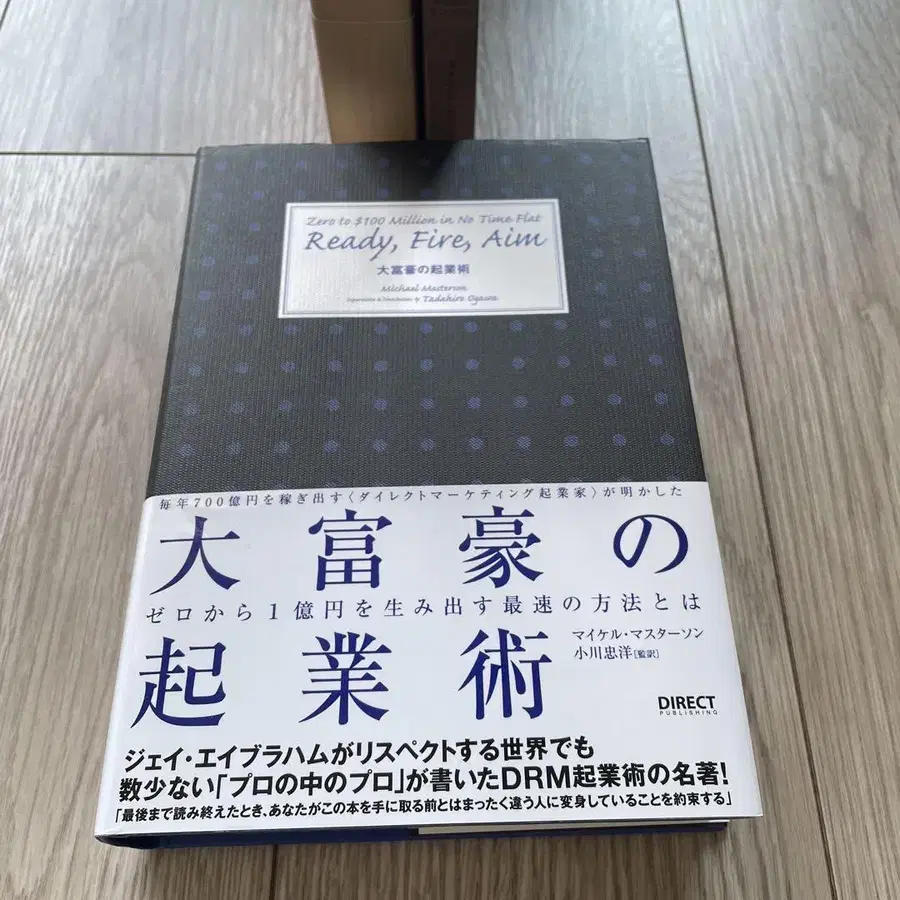 Zero to $100 Million in No Time Flat
Ready, Fire, Aim
大富豪の起業術
Michael Masterson
Supervision & Translation by Tadahiro Ogawa
毎年700億円を稼ぎ出す〈ダイレクトマーケティング起業家〉が明かした
大富豪の
ゼロから1億円を生み出す最速の方法とは
起業術
マイケル・マスターソン
小川忠洋[監訳]
DIRECT
PUBLISHING
ジェイ・エイブラハムがリスペクトする世界でも
数少ない「プロの中のプロ」が書いたDRM起業術の名著!
「最後まで読み終えたとき、あなたがこの本を手に取る前とはまったく違う人に変身していることを約束する」